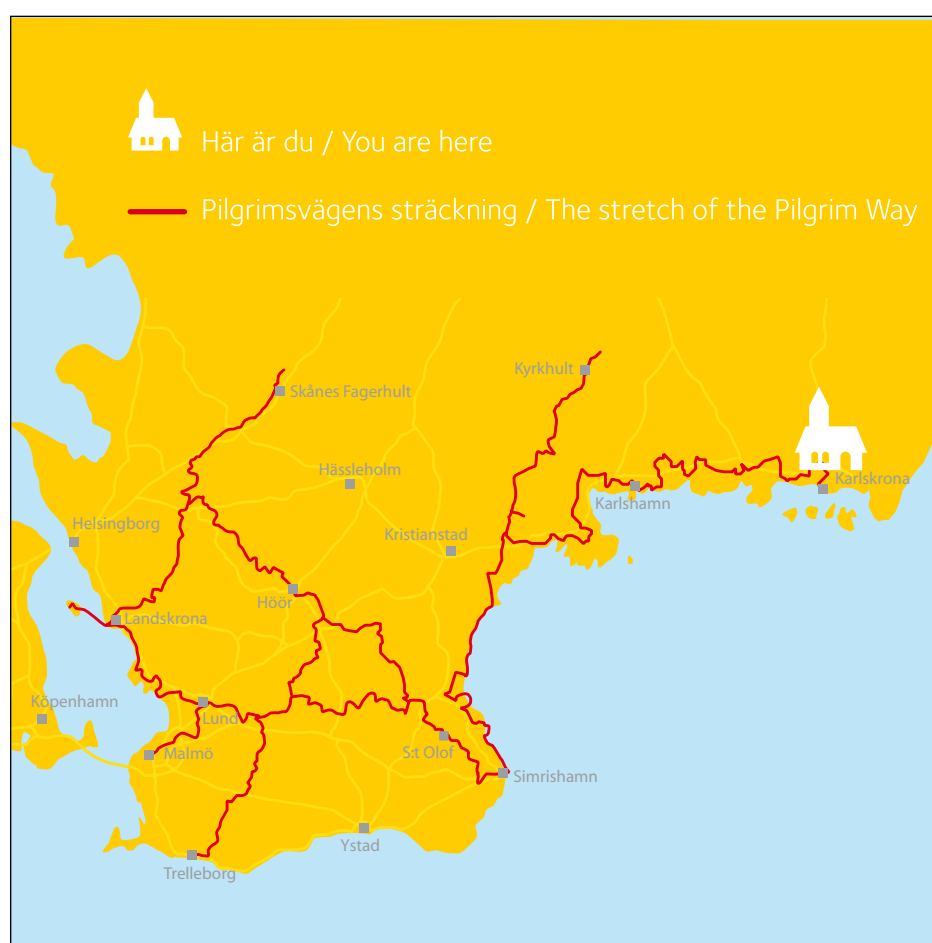 Här är du / You are here
Pilgrimsvägens sträckning / The stretch of the Pilgrim Way
Kyrkhult
Skånes Fagerhult
Hässleholm
Karlskrona
Karlshamn
Helsingborg
Kristianstad
Höör
Landskrona
Köpenhamn
Lund
Malmö
S:t Olof
Simrishamn
Ystad
Trelleborg